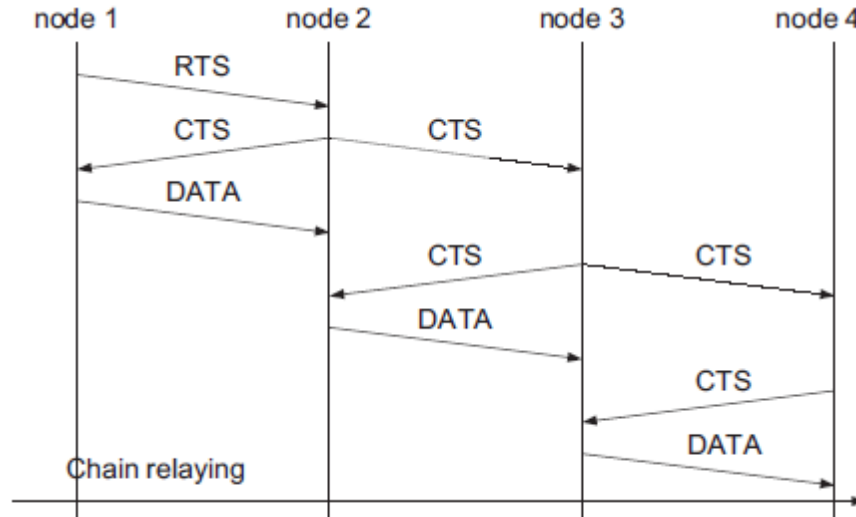 node 1 node 2 node 3 node 4
RTS
CTS CTS
DATA
CTS CTS
DATA
CTS
DATA
Chain relaying